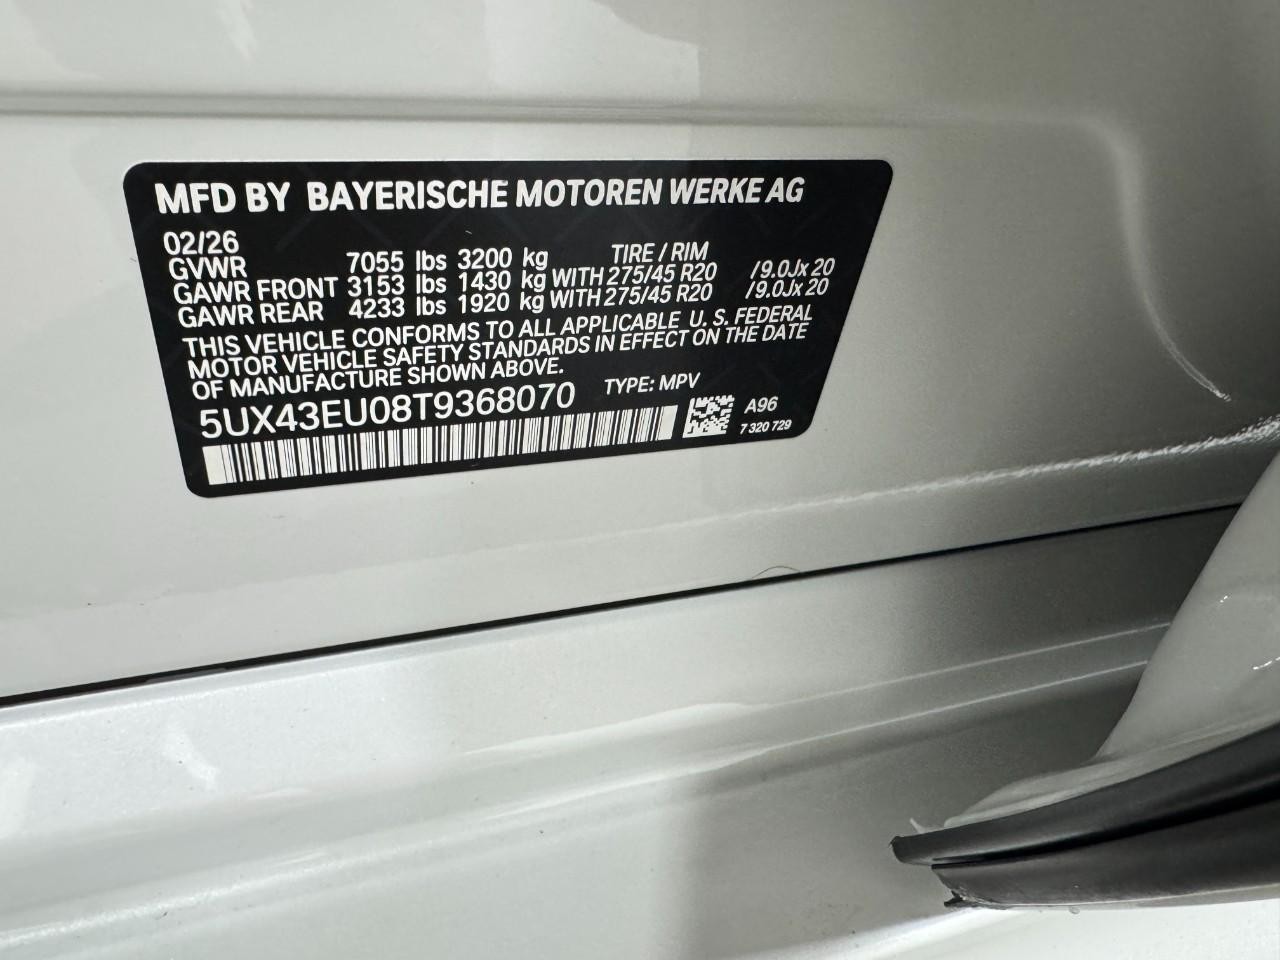 MFD BY BAYERISCHE MOTOREN WERKE AG
02/26 TIRE / RIM
GVWR 7055 lbs 3200 kg
GAWR FRONT 3153 lbs 1430 kg WITH 275/45 R20 /9.0Jx 20
GAWR REAR 4233 lbs 1920 kg WITH 275/45 R20 /9.0Jx 20
THIS VEHICLE CONFORMS TO ALL APPLICABLE U. S. FEDERAL
MOTOR VEHICLE SAFETY STANDARDS IN EFFECT ON THE DATE
OF MANUFACTURE SHOWN ABOVE.
5UX43EU08T9368070 TYPE: MPV
A96
7 320 729